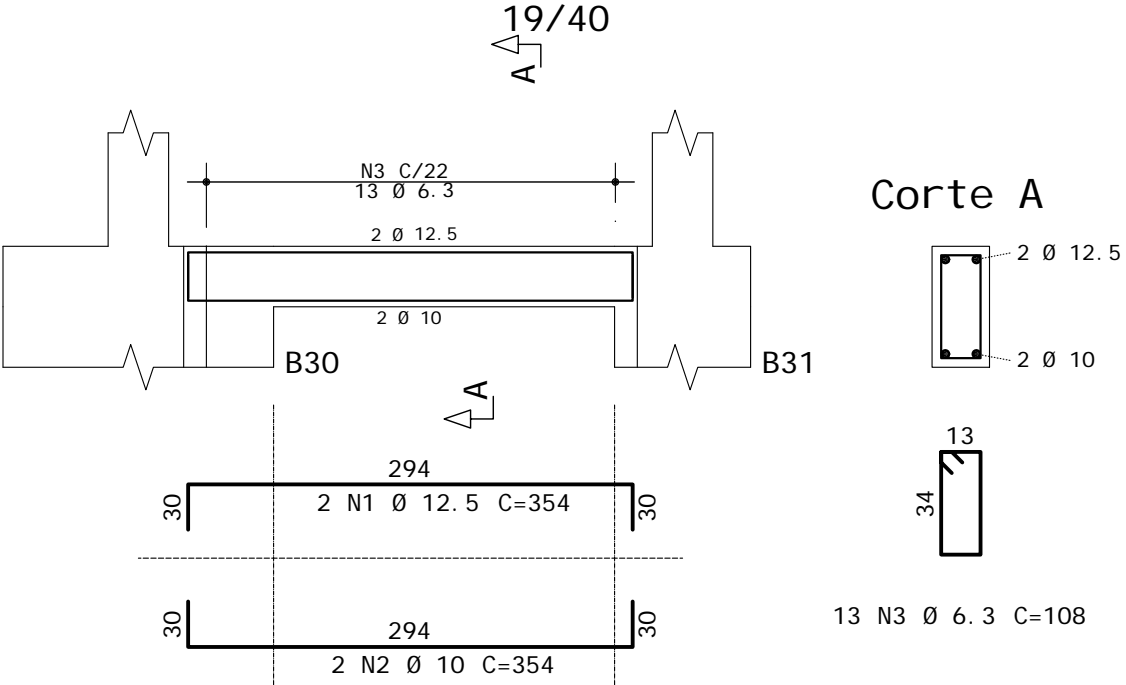 19/40
A
N3 C/22
13 Ø 6.3
2 Ø 12.5
2 Ø 10
B30
B31
A
294
30
30
2 N1 Ø 12.5 C=354
30
30
294
2 N2 Ø 10 C=354
Corte A
2 Ø 12.5
2 Ø 10
13
34
13 N3 Ø 6.3 C=108